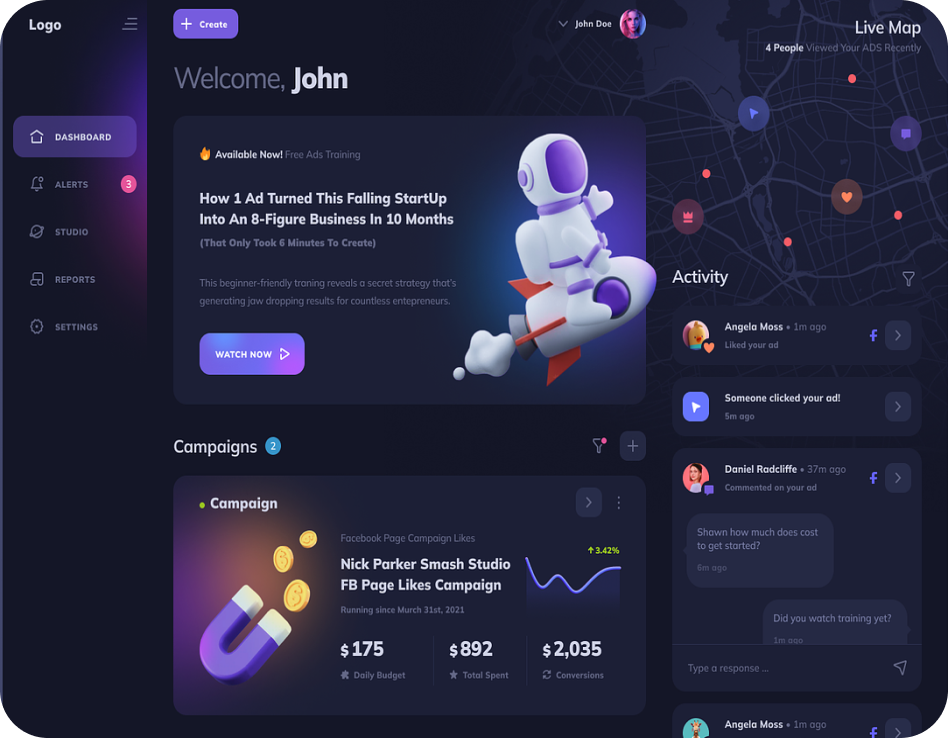 Logo
DASHBOARD
ALERTS
3
STUDIO
REPORTS
SETTINGS
Create
John Doe
Welcome, John
Available Now! Free Ads Training
How 1 Ad Turned This Falling StartUp
Into An 8-Figure Business In 10 Months
(That Only Took 6 Minutes To Create)
This beginner-friendly traning reveals a secret strategy that's
generating jaw dropping results for countless entepreneurs.
WATCH NOW
Campaigns 2
Campaign
Facebook Page Campaign Likes
Nick Parker Smash Studio
FB Page Likes Campaign
Running since March 31st, 2021
3.42%
$175
Daily Budget
$892
Total Spent
$2,035
Conversions
Live Map
4 People Viewed Your ADS Recently
Activity
Angela Moss • 1m ago
Liked your ad
Someone clicked your ad!
5m ago
Daniel Radcliffe • 37m ago
Commented on your ad
Shawn how much does cost
to get started?
6m ago
Did you watch training yet?
1m ago
Type a response ...
Angela Moss • 1m ago